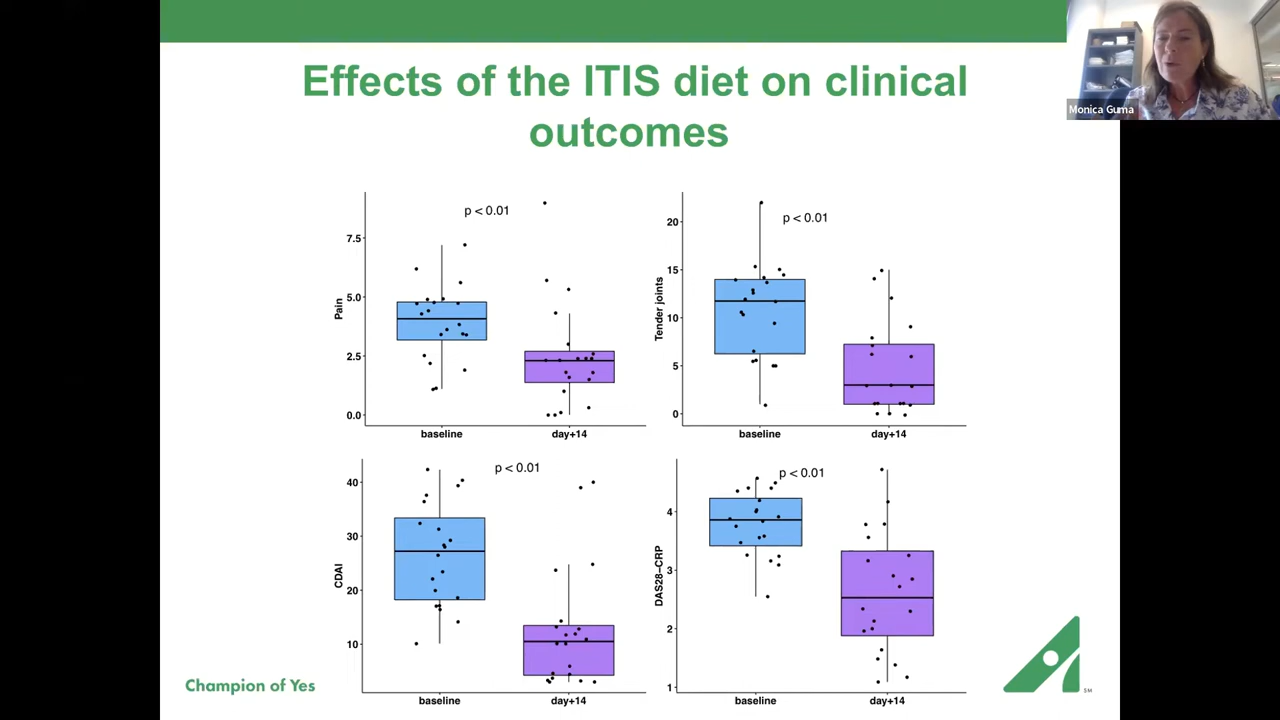 Effects of the ITIS diet on clinical
outcomes
Monica Guma
p < 0.01
7.5
5.0
2.5
0.0
Pain
baseline
day+14
p < 0.01
20
15
10
5
0
Tender joints
baseline
day+14
p < 0.01
40
30
20
10
CDAI
baseline
day+14
p < 0.01
4
3
2
1
DAS28−CRP
baseline
day+14
Champion of Yes
SM